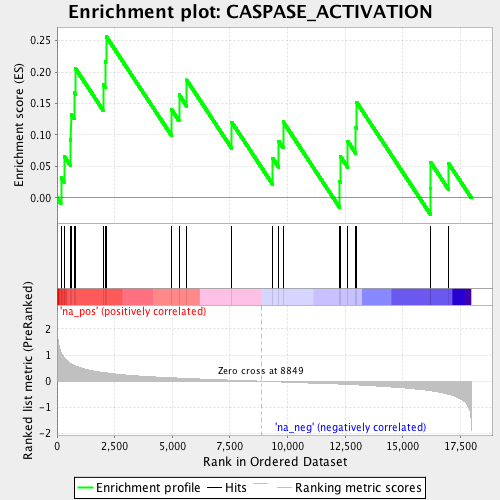 Enrichment plot: CASPASE_ACTIVATION
Enrichment score (ES)
0.25
0.20
0.15
0.10
0.05
0.00
'na_pos' (positively correlated)
Ranked list metric (PreRanked)
2
1
0
-1
-2
Zero cross at 8849
'na_neg' (negatively correlated)
0
2,500
5,000
7,500
10,000
12,500
15,000
17,500
Rank in Ordered Dataset
Enrichment profile
Hits
Ranking metric scores